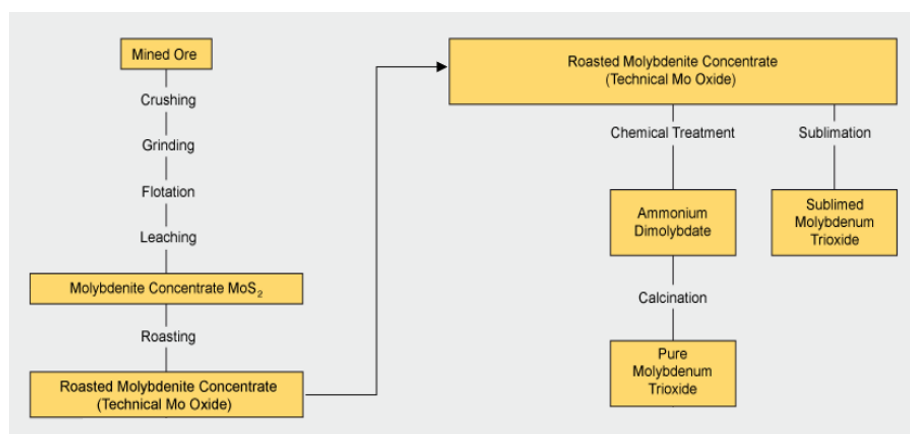 Mined Ore
Crushing
Grinding
Flotation
Leaching
Molybdenite Concentrate MoS₂
Roasting
Roasted Molybdenite Concentrate
(Technical Mo Oxide)
Roasted Molybdenite Concentrate
(Technical Mo Oxide)
Chemical Treatment
Ammonium
Dimolybdate
Calcination
Pure
Molybdenum
Trioxide
Sublimation
Sublimed
Molybdenum
Trioxide